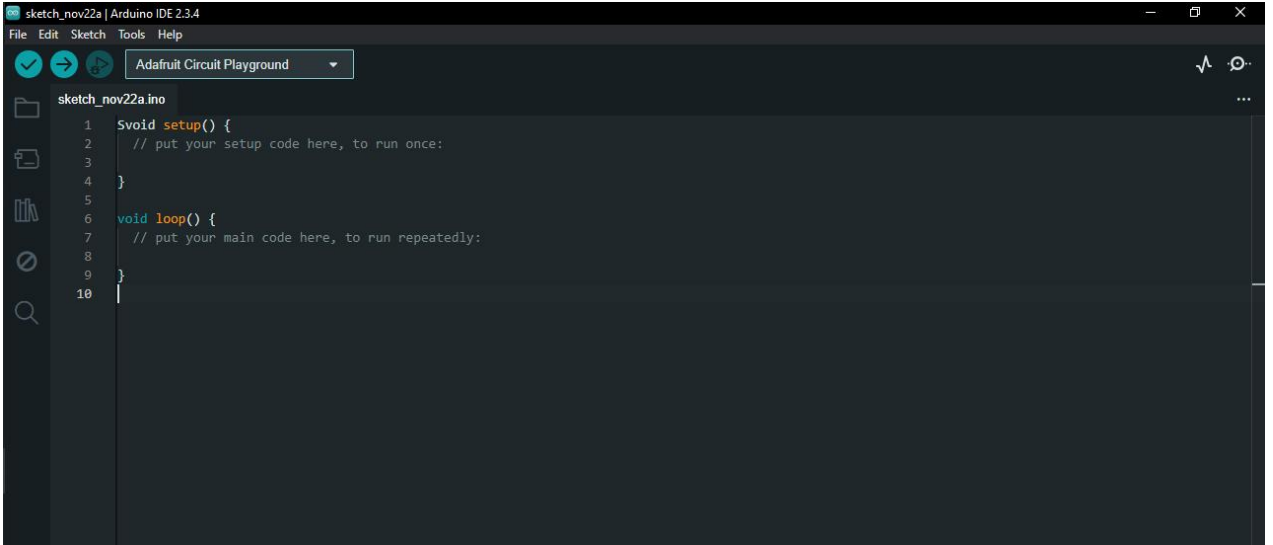 sketch_nov22a | Arduino IDE 2.3.4
File Edit Sketch Tools Help
Adafruit Circuit Playground
sketch_nov22a.ino
1 Svoid setup() {
2 // put your setup code here, to run once:
3
4 }
5
6 void loop() {
7 // put your main code here, to run repeatedly:
8
9 }
10